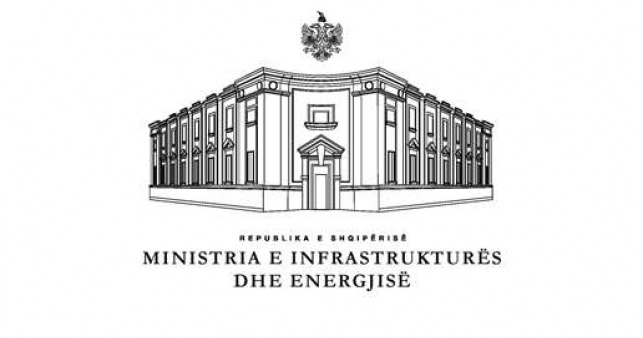 REPUBLIKA E SHQIPËRISË
MINISTRIA E INFRASTRUKTURËS
DHE ENERGJISË